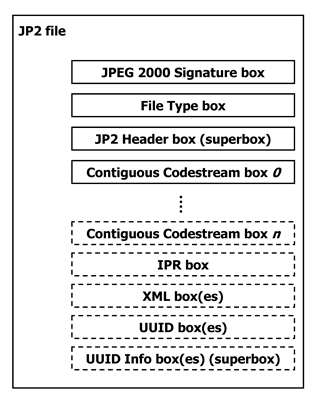 JP2 file
JPEG 2000 Signature box
File Type box
JP2 Header box (superbox)
Contiguous Codestream box 0
Contiguous Codestream box n
IPR box
XML box(es)
UUID box(es)
UUID Info box(es) (superbox)